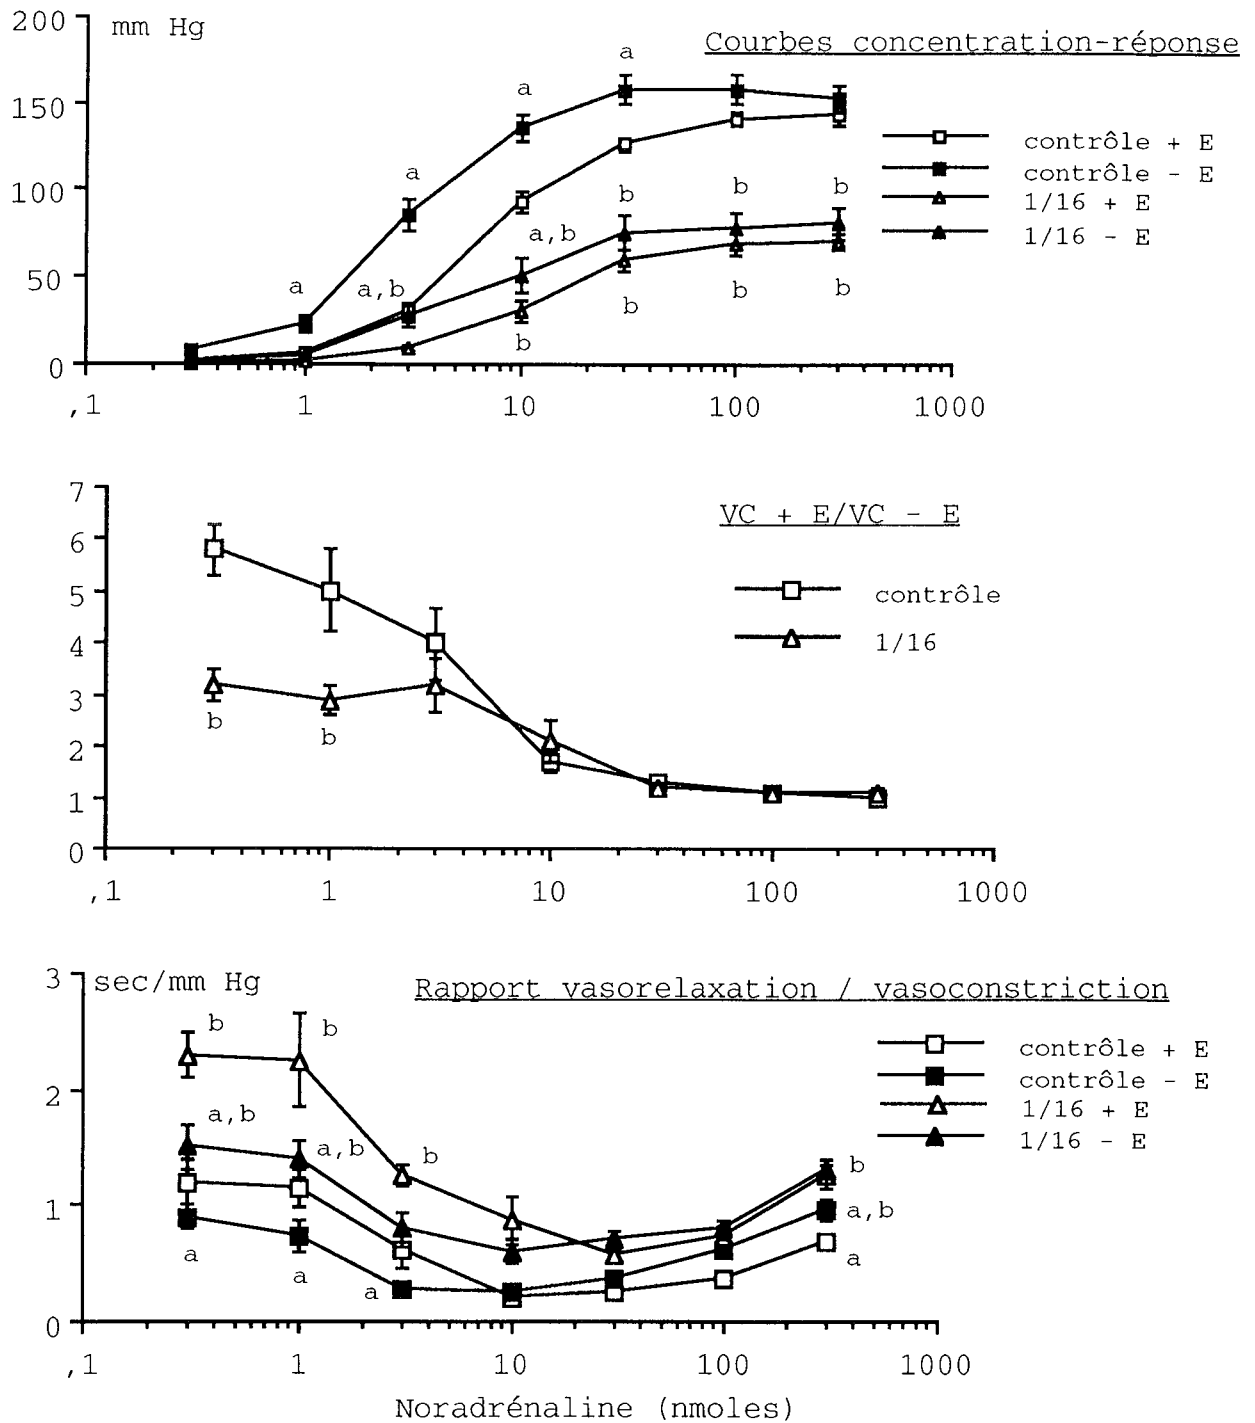 200
mm Hg
Courbes concentration-réponse
a
a
150
contrôle + E
contrôle - E
1/16 + E
1/16 - E
a
100
b
b
b
a,b
50
a
a,b
b
b
b
b
0
,1
1
10
100
1000
7
VC + E/VC - E
6
contrôle
5
1/16
4
3
b
b
2
1
0
,1
1
10
100
1000
3
sec/mm Hg
Rapport vasorelaxation / vasoconstriction
b
b
contrôle + E
contrôle - E
1/16 + E
1/16 - E
2
a,b
a,b
b
b
1
a,b
a
a
a
a
0
,1
1
10
100
1000
Noradrénaline (nmoles)